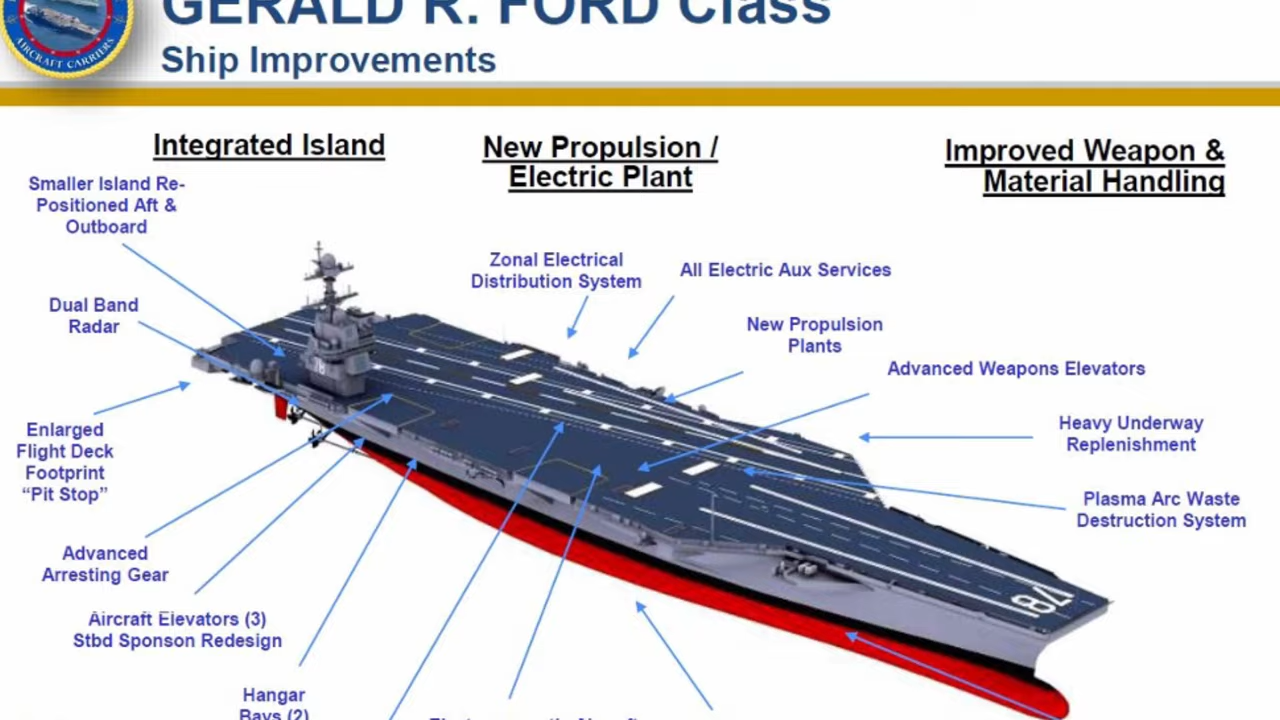 GERALD R. FORD Class
Ship Improvements
AIRCRAFT CARRIERS
Integrated Island
New Propulsion /
Electric Plant
Improved Weapon &
Material Handling
Smaller Island Re-
Positioned Aft &
Outboard
Zonal Electrical
Distribution System
All Electric Aux Services
Dual Band
Radar
New Propulsion
Plants
Advanced Weapons Elevators
Enlarged
Flight Deck
Footprint
“Pit Stop”
Heavy Underway
Replenishment
Plasma Arc Waste
Destruction System
Advanced
Arresting Gear
Aircraft Elevators (3)
Stbd Sponson Redesign
78
78
Hangar
Bays (2)